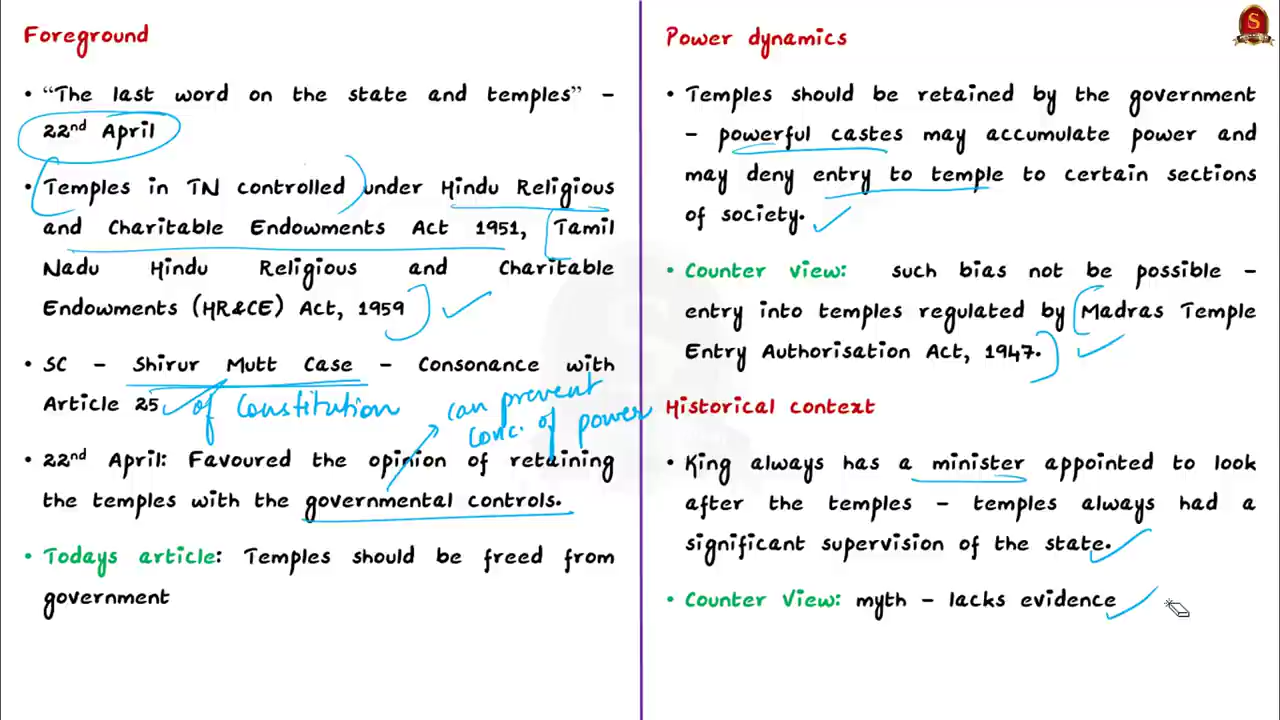 Foreground
• “The last word on the state and temples” –
22nd April
• Temples in TN controlled under Hindu Religious
and Charitable Endowments Act 1951, Tamil
Nadu Hindu Religious and Charitable
Endowments (HR&CE) Act, 1959
• SC – Shirur Mutt Case – Consonance with
Article 25 of Constitution
can prevent
conc. of power
• 22nd April: Favoured the opinion of retaining
the temples with the governmental controls.
• Todays article: Temples should be freed from
government
Power dynamics
• Temples should be retained by the government
– powerful castes may accumulate power and
may deny entry to temple to certain sections
of society.
• Counter view: such bias not be possible –
entry into temples regulated by Madras Temple
Entry Authorisation Act, 1947.
Historical context
• King always has a minister appointed to look
after the temples – temples always had a
significant supervision of the state.
• Counter View: myth – lacks evidence
S